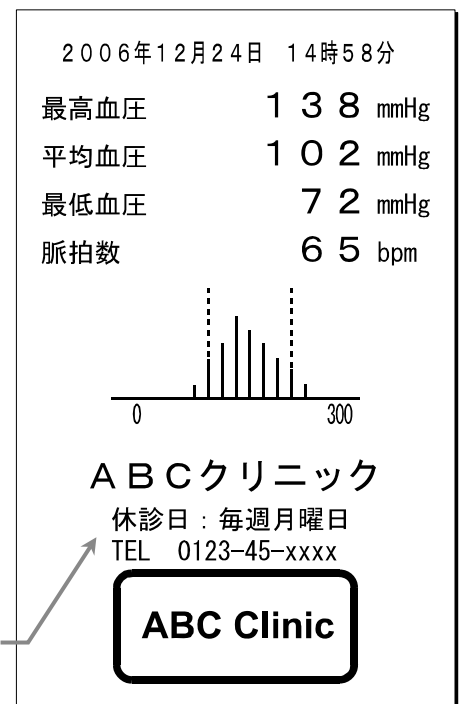 ２００６年１２月２４日　１４時５８分
最高血圧　１３８ mmHg
平均血圧　１０２ mmHg
最低血圧　７２ mmHg
脈拍数　６５ bpm
0　300
ＡＢＣクリニック
休診日：毎週月曜日
TEL　0123-45-xxxx
ABC Clinic